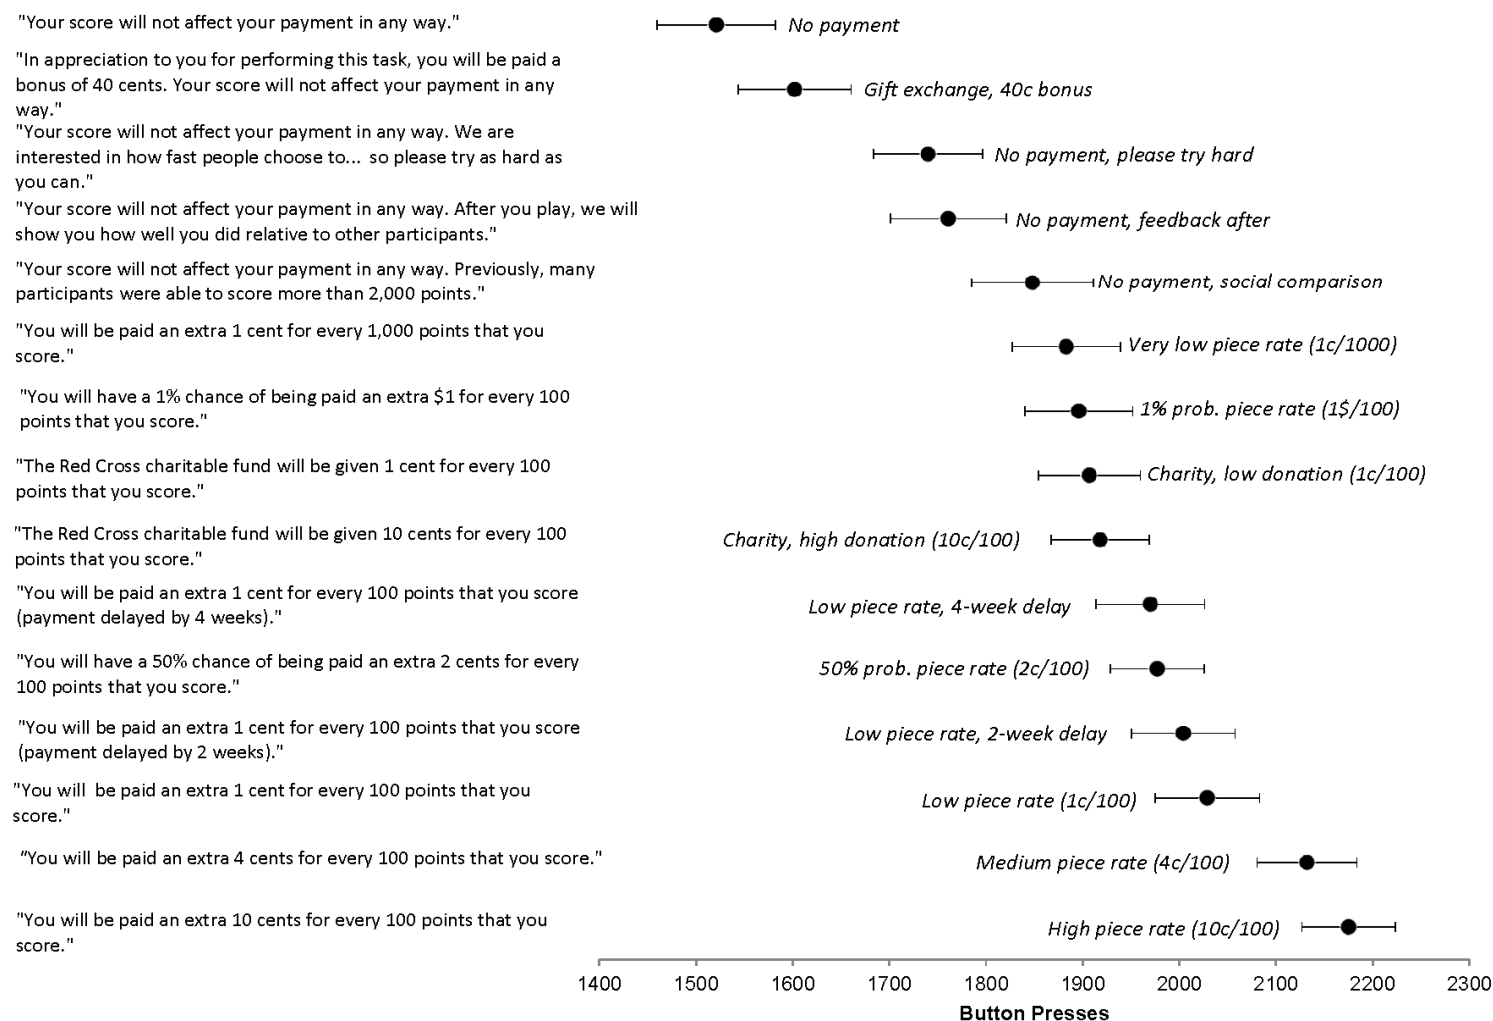 "Your score will not affect your payment in any way."
No payment
"In appreciation to you for performing this task, you will be paid a
bonus of 40 cents. Your score will not affect your payment in any
way."
Gift exchange, 40c bonus
"Your score will not affect your payment in any way. We are
interested in how fast people choose to... so please try as hard as
you can."
No payment, please try hard
"Your score will not affect your payment in any way. After you play, we will
show you how well you did relative to other participants."
No payment, feedback after
"Your score will not affect your payment in any way. Previously, many
participants were able to score more than 2,000 points."
No payment, social comparison
"You will be paid an extra 1 cent for every 1,000 points that you
score."
Very low piece rate (1c/1000)
"You will have a 1% chance of being paid an extra $1 for every 100
points that you score."
1% prob. piece rate (1$/100)
"The Red Cross charitable fund will be given 1 cent for every 100
points that you score."
Charity, low donation (1c/100)
"The Red Cross charitable fund will be given 10 cents for every 100
points that you score."
Charity, high donation (10c/100)
"You will be paid an extra 1 cent for every 100 points that you score
(payment delayed by 4 weeks)."
Low piece rate, 4-week delay
"You will have a 50% chance of being paid an extra 2 cents for every
100 points that you score."
50% prob. piece rate (2c/100)
"You will be paid an extra 1 cent for every 100 points that you score
(payment delayed by 2 weeks)."
Low piece rate, 2-week delay
"You will  be paid an extra 1 cent for every 100 points that you
score."
Low piece rate (1c/100)
"You will be paid an extra 4 cents for every 100 points that you score."
Medium piece rate (4c/100)
"You will be paid an extra 10 cents for every 100 points that you
score."
High piece rate (10c/100)
1400 1500 1600 1700 1800 1900 2000 2100 2200 2300
Button Presses